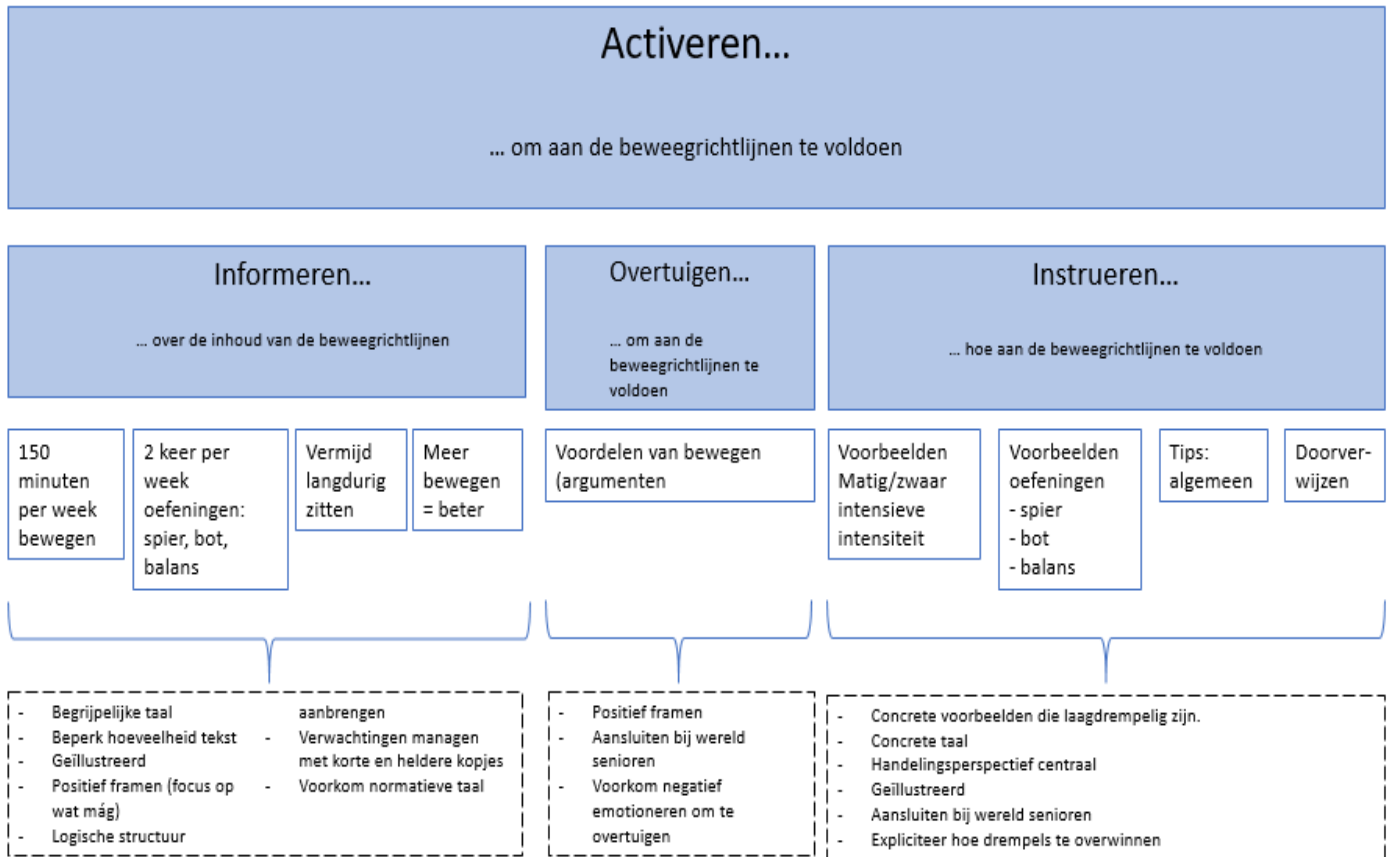 Activeren...
... om aan de beweegrichtlijnen te voldoen
Informeren...
... over de inhoud van de beweegrichtlijnen
Overtuigen...
... om aan de
beweegrichtlijnen te
voldoen
Instrueren...
... hoe aan de beweegrichtlijnen te voldoen
150
minuten
per week
bewegen
2 keer per
week
oefeningen:
spier, bot,
balans
Vermijd
langdurig
zitten
Meer
bewegen
= beter
Voordelen van bewegen
(argumenten
Voorbeelden
Matig/zwaar
intensieve
intensiteit
Voorbeelden
oefeningen
- spier
- bot
- balans
Tips:
algemeen
Doorver-
wijzen
- Begrijpelijke taal
- Beperk hoeveelheid tekst
- Geïllustreerd
- Positief framen (focus op
wat mág)
- Logische structuur
aanbrengen
- Verwachtingen managen
met korte en heldere kopjes
- Voorkom normatieve taal
- Positief framen
- Aansluiten bij wereld
senioren
- Voorkom negatief
emotioneren om te
overtuigen
- Concrete voorbeelden die laagdrempelig zijn.
- Concrete taal
- Handelingsperspectief centraal
- Geïllustreerd
- Aansluiten bij wereld senioren
- Expliciteer hoe drempels te overwinnen